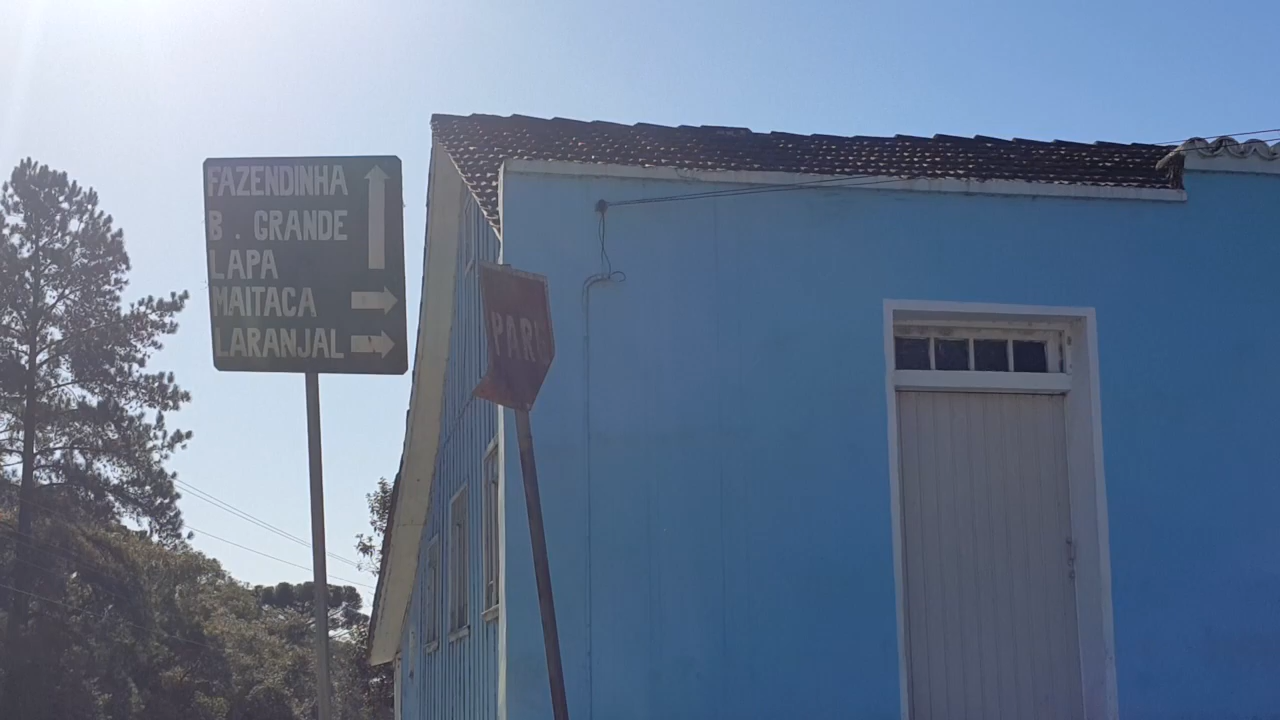 FAZENDINHA
B. GRANDE
LAPA
MAITACA
LARANJAL
PARE